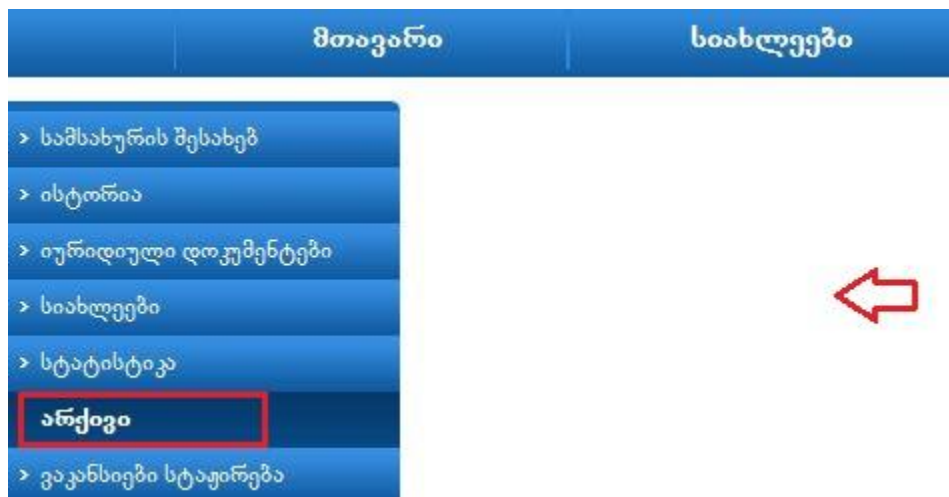 მთავარი
სიახლეები
> სამსახურის შესახებ
> ისტორია
> იურიდიული დოკუმენტები
> სიახლეები
> სტატისტიკა
არქივი
> ვაკანსიები სტაჟირება